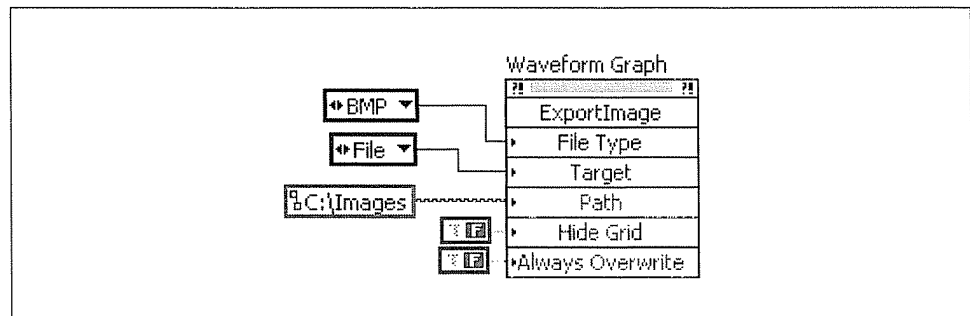 Waveform Graph
?! ?!
ExportImage
BMP
File Type
File
Target
C:\Images
Path
T F
Hide Grid
T F
Always Overwrite